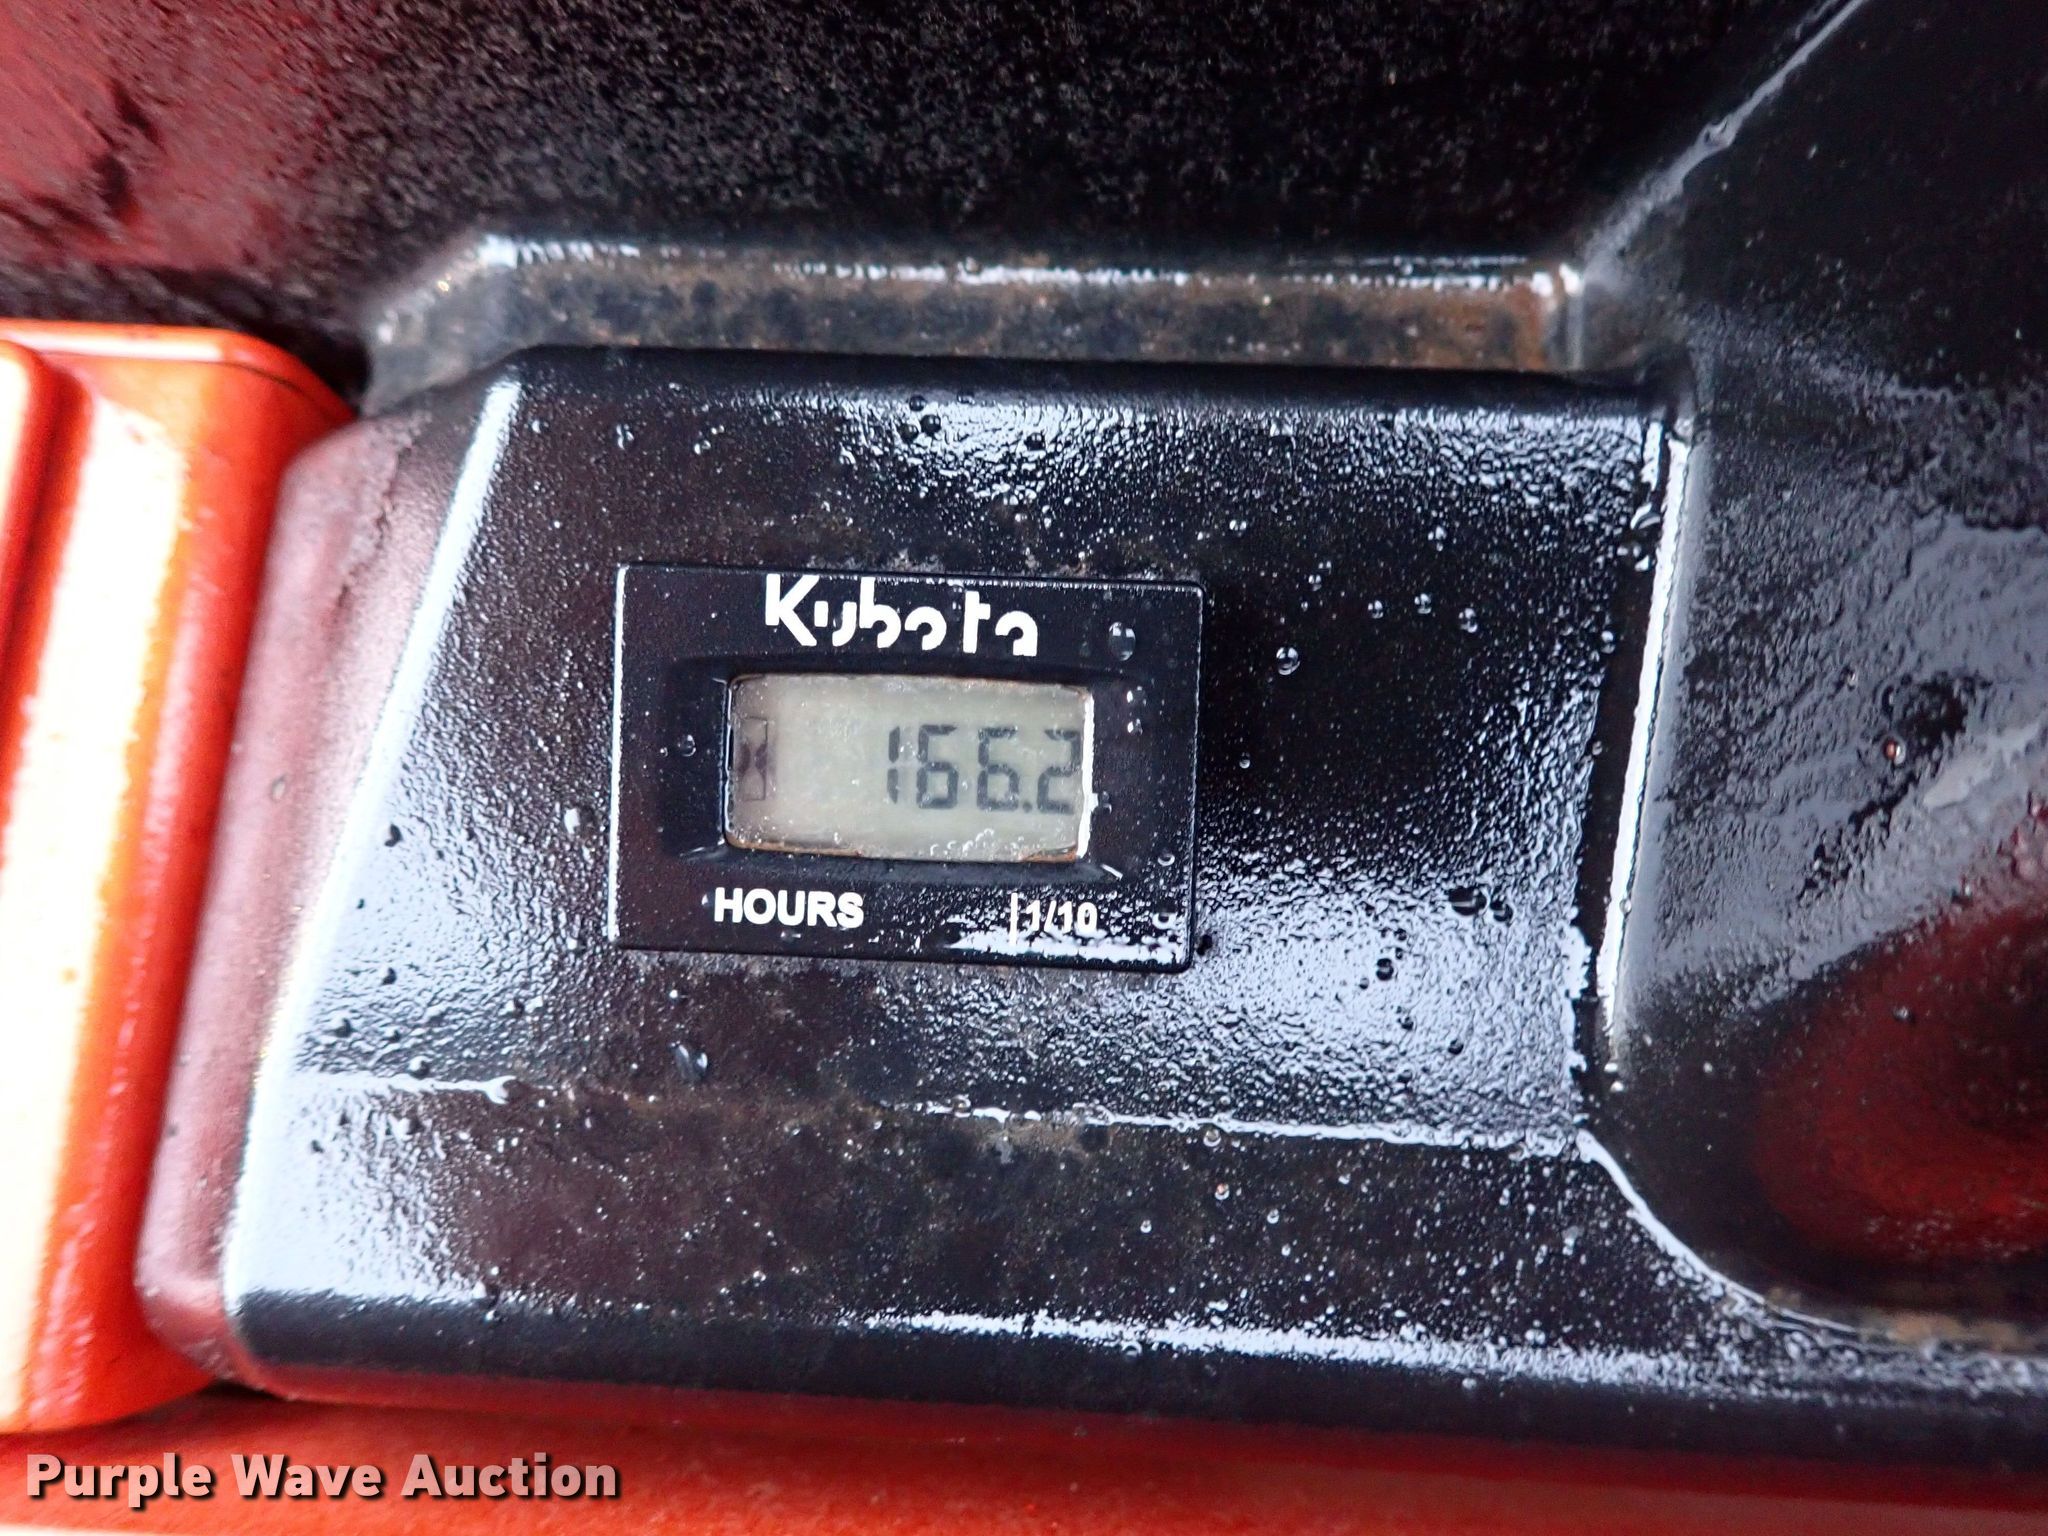 Kubota
166.2
HOURS
1/10
Purple Wave Auction